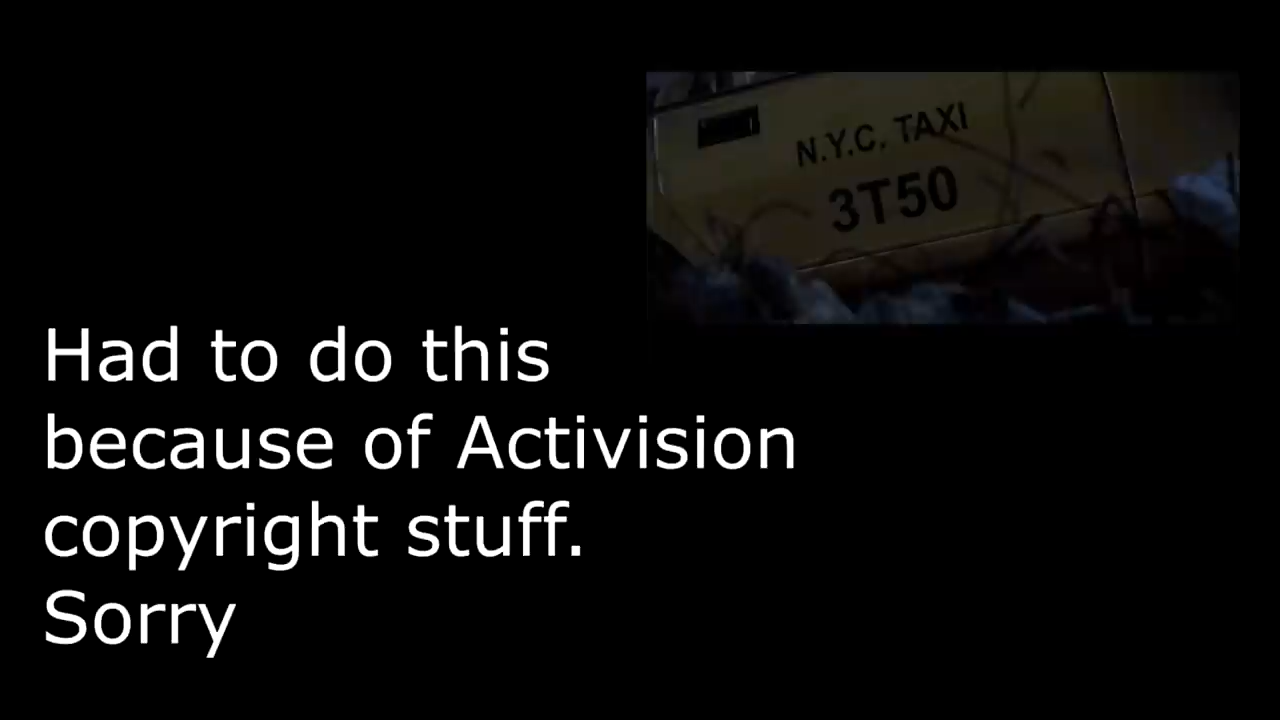 N.Y.C. TAXI
3T50
Had to do this
because of Activision
copyright stuff.
Sorry